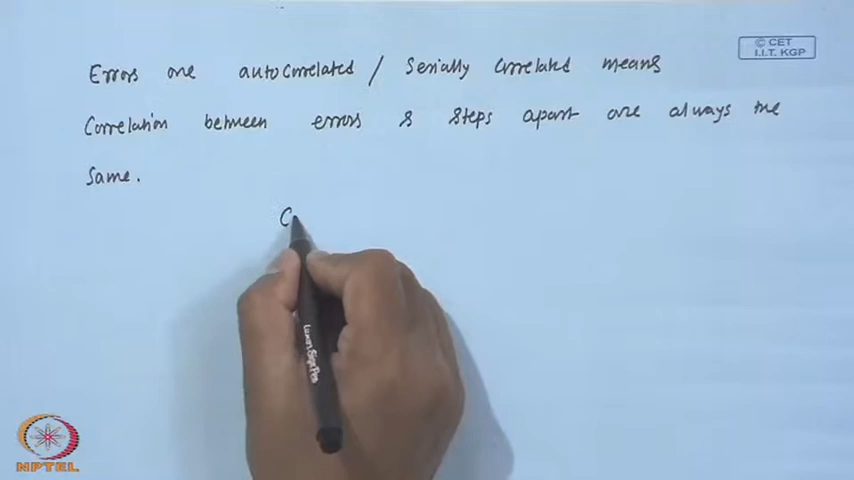 © CET
I.I.T. KGP
Errors are autocorrelated / serially correlated means
Correlation between errors s steps apart are always the
same.
C
NPTEL